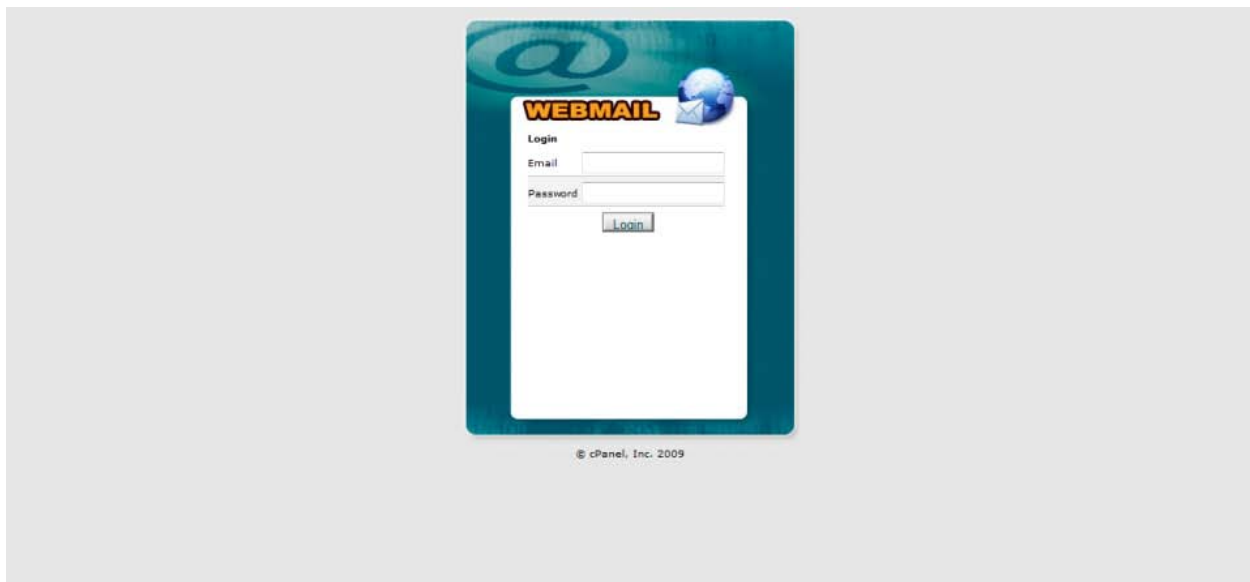 WEBMAIL
Login
Email
Password
Login
© cPanel, Inc. 2009